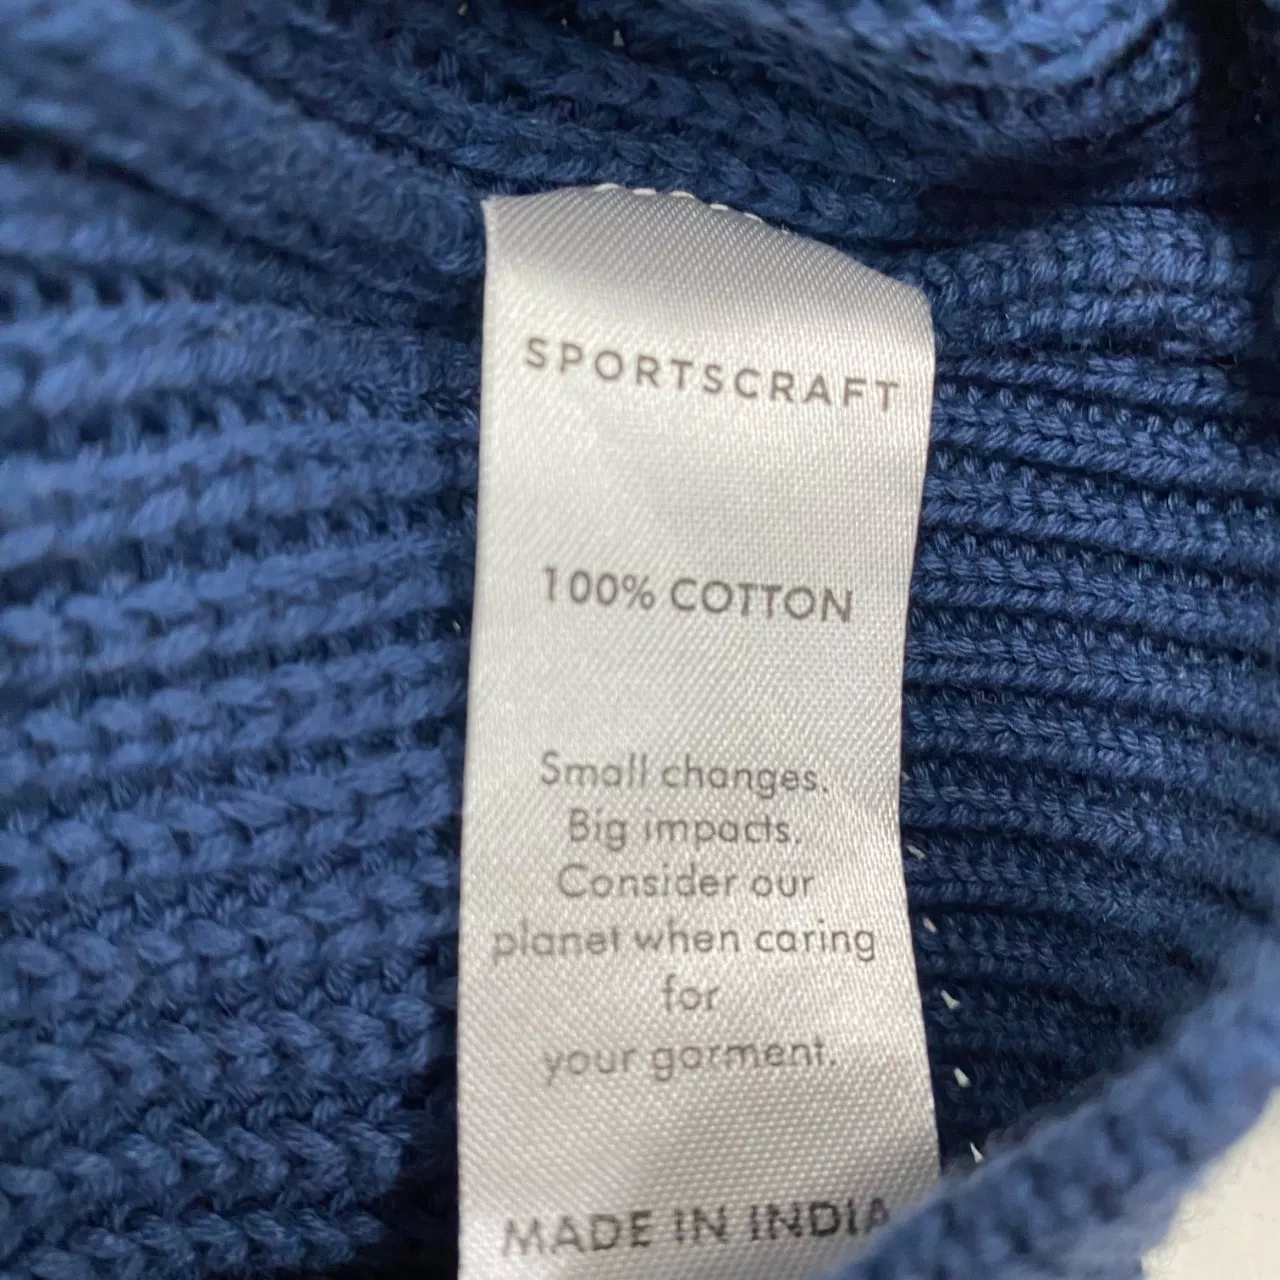 SPORTSCRAFT
100% COTTON
Small changes.
Big impacts.
Consider our
planet when caring
for
your garment.
MADE IN INDIA